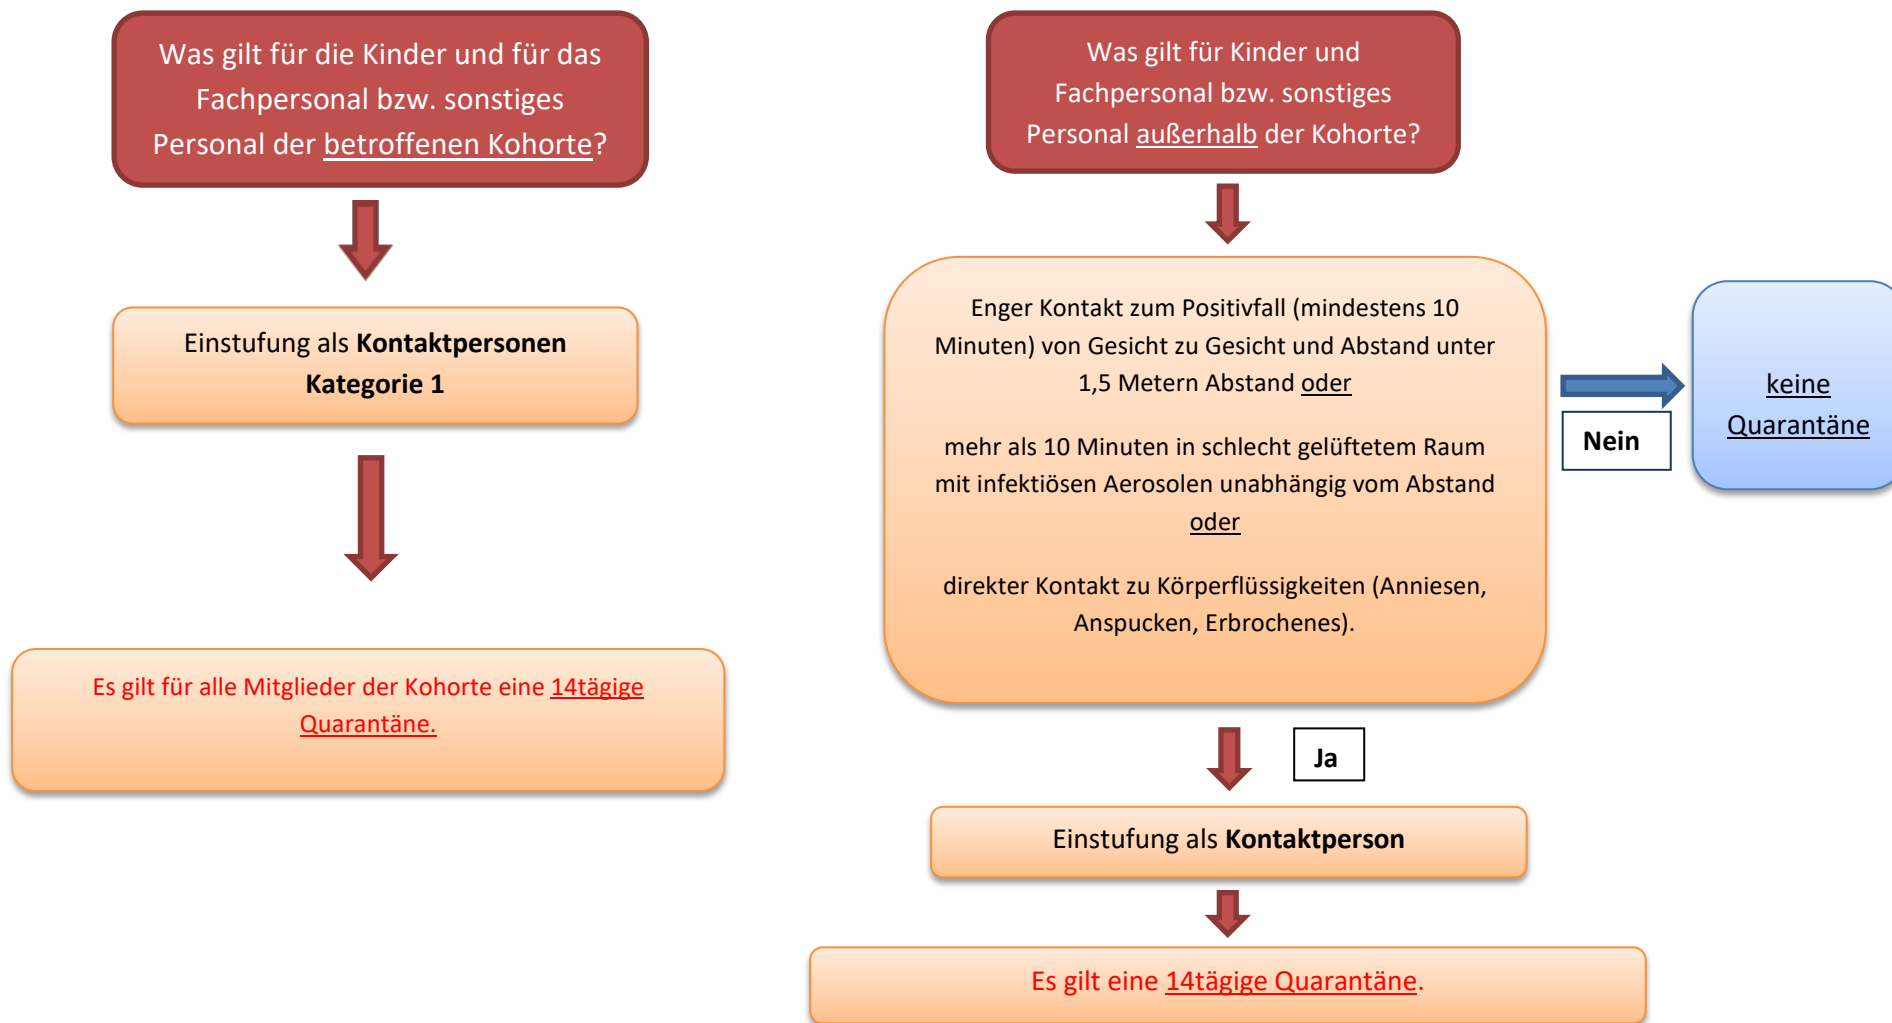 Was gilt für die Kinder und für das
Fachpersonal bzw. sonstiges
Personal der betroffenen Kohorte?
Einstufung als Kontaktpersonen
Kategorie 1
Es gilt für alle Mitglieder der Kohorte eine 14tägige
Quarantäne.
Was gilt für Kinder und
Fachpersonal bzw. sonstiges
Personal außerhalb der Kohorte?
Enger Kontakt zum Positivfall (mindestens 10
Minuten) von Gesicht zu Gesicht und Abstand unter
1,5 Metern Abstand oder
mehr als 10 Minuten in schlecht gelüftetem Raum
mit infektiösen Aerosolen unabhängig vom Abstand
oder
direkter Kontakt zu Körperflüssigkeiten (Anniesen,
Anspucken, Erbrochenes).
Nein
keine
Quarantäne
Ja
Einstufung als Kontaktperson
Es gilt eine 14tägige Quarantäne.